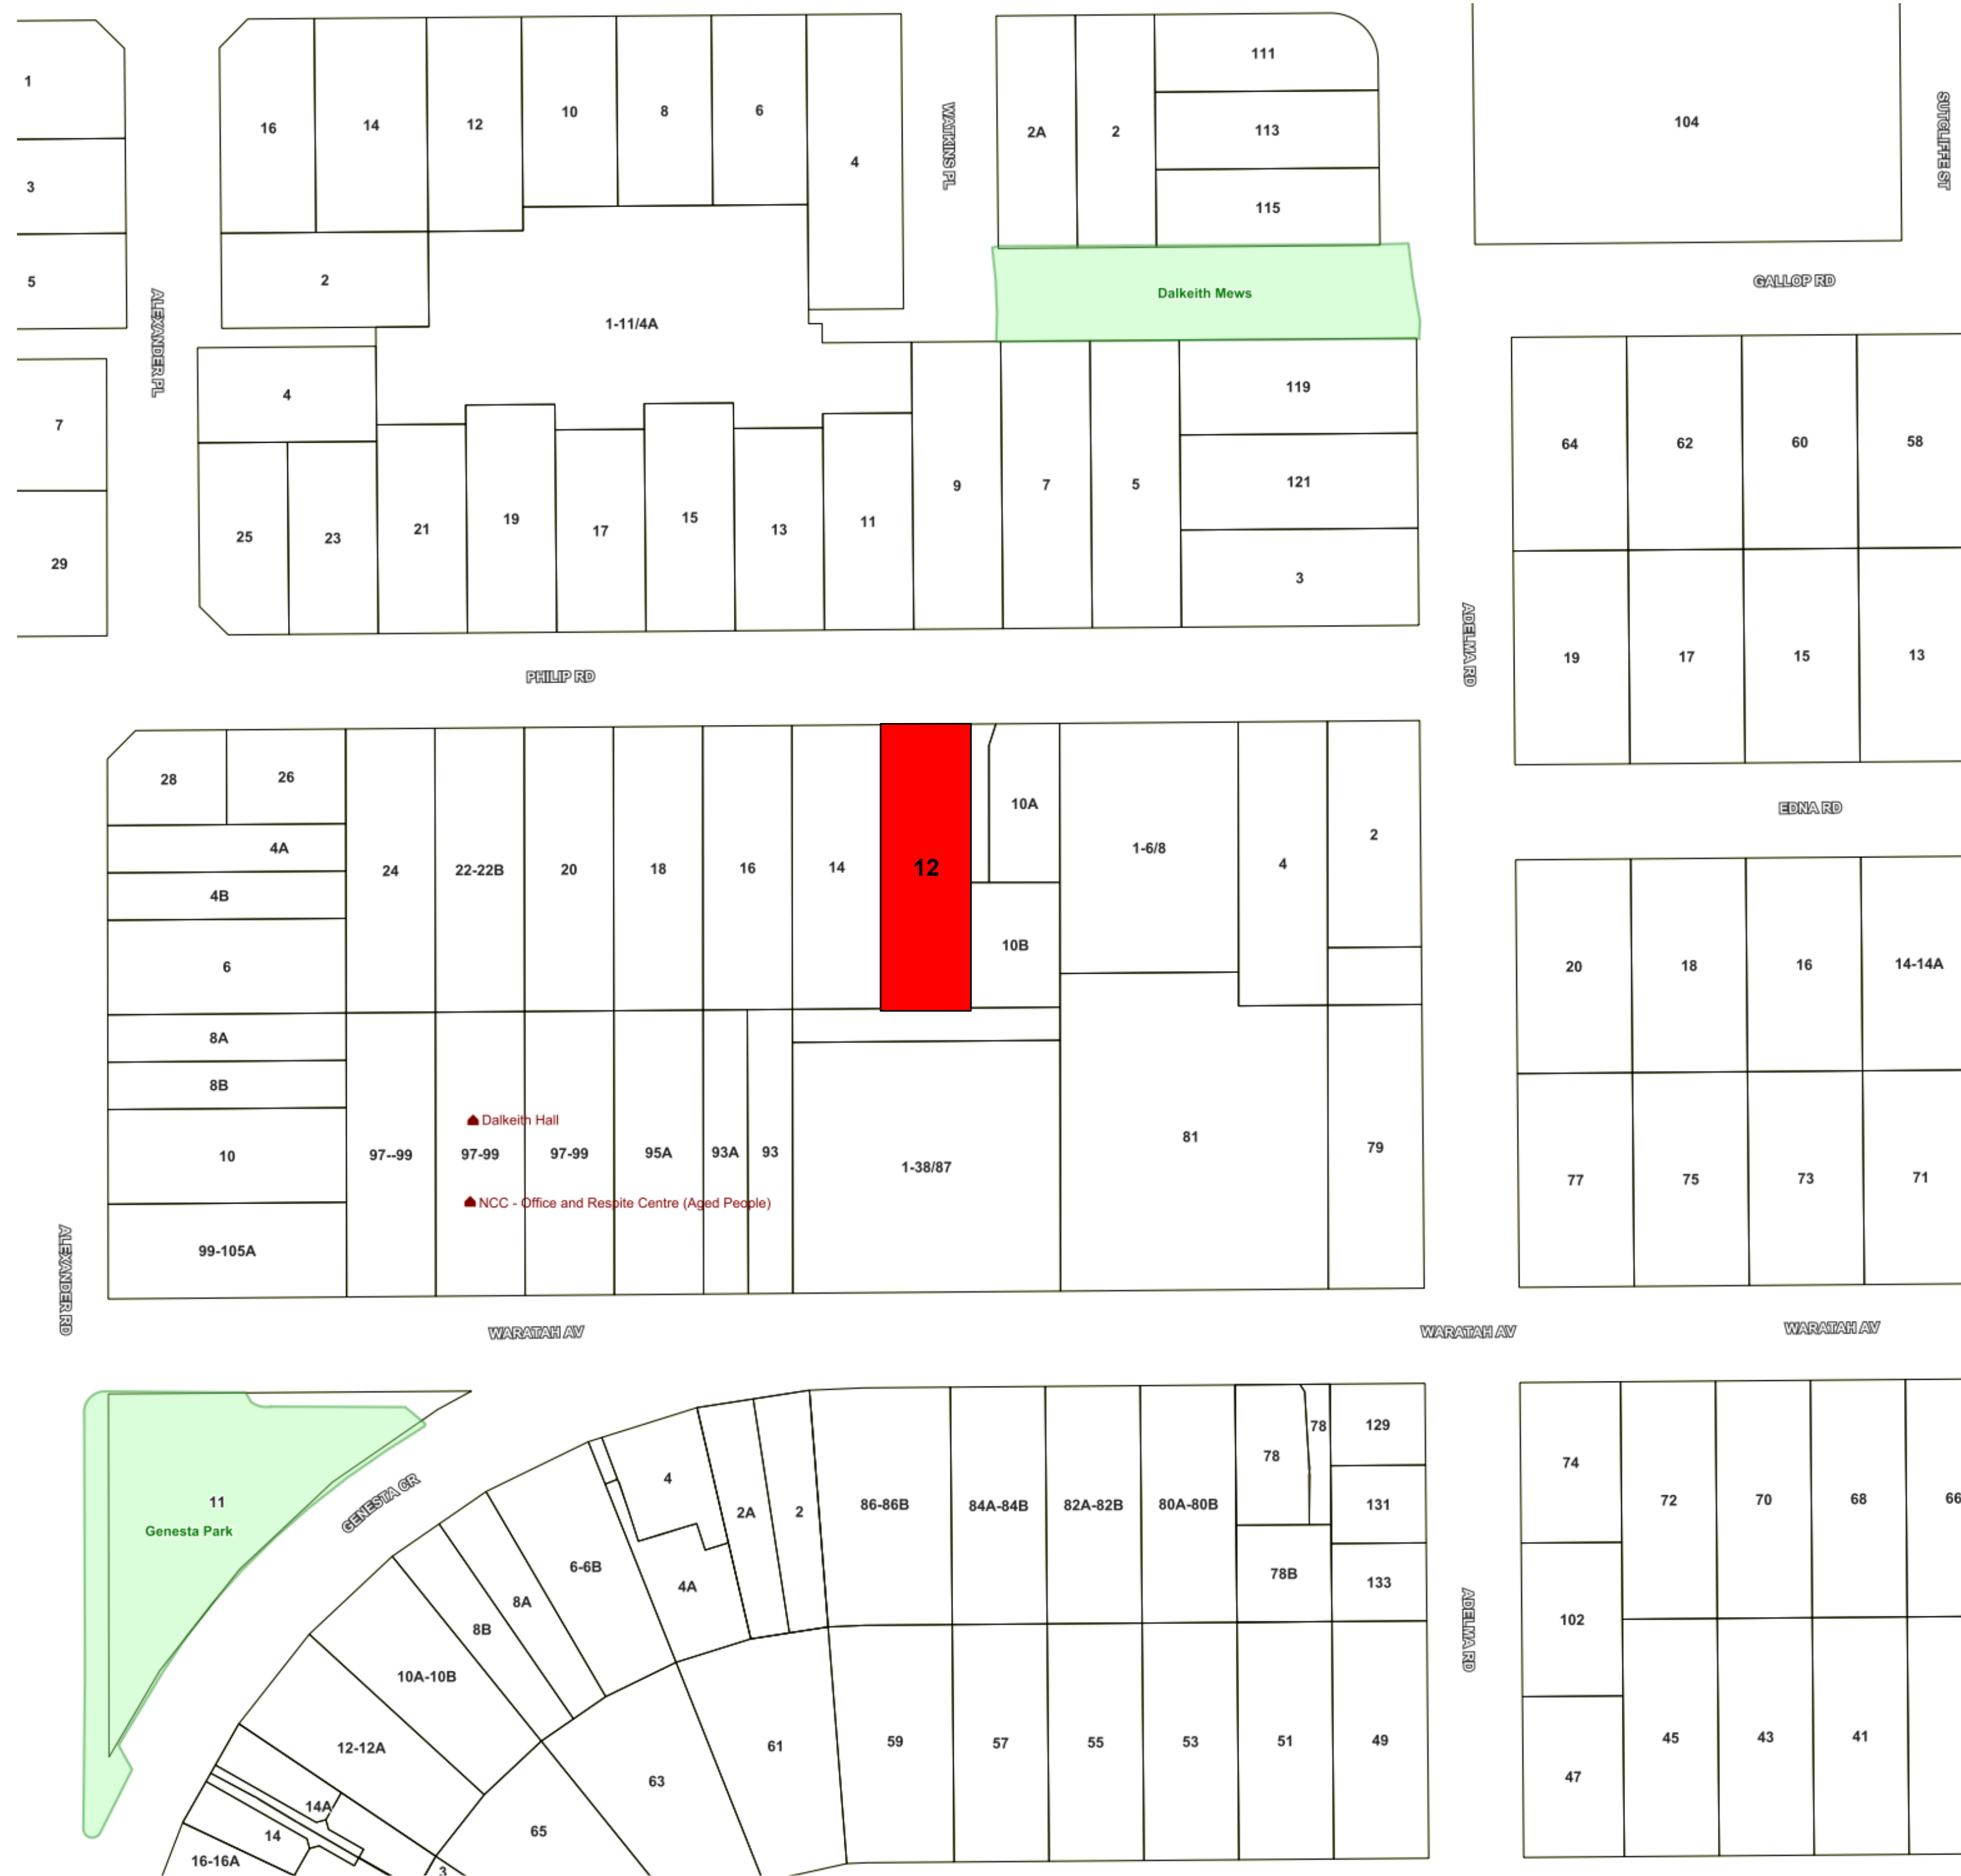 1
16
14
12
10
8
6
4
WATKINS PL
2A
2
111
113
115
104
SUTCLIFFE ST
3
5
2
1-11/4A
Dalkeith Mews
GALLOP RD
ALEXANDER PL
7
29
4
25
23
21
19
17
15
13
11
9
7
5
119
121
3
ADELMA RD
64
62
60
58
19
17
15
13
PHILIP RD
EDNA RD
28
26
4A
4B
6
8A
8B
10
99-105A
24
22-22B
20
18
16
14
12
10A
10B
1-6/8
4
2
20
18
16
14-14A
97--99
Dalkeith Hall
97-99
97-99
95A
93A
93
NCC - Office and Respite Centre (Aged People)
1-38/87
81
79
77
75
73
71
ALEXANDER RD
WARATAH AV
WARATAH AV
WARATAH AV
11
Genesta Park
GENESTA CR
4
4A
2A
2
86-86B
84A-84B
82A-82B
80A-80B
78
78
78B
129
131
133
74
72
70
68
66
102
ADELMA RD
6-6B
8A
8B
10A-10B
12-12A
14A
14
16-16A
3
65
63
61
59
57
55
53
51
49
47
45
43
41